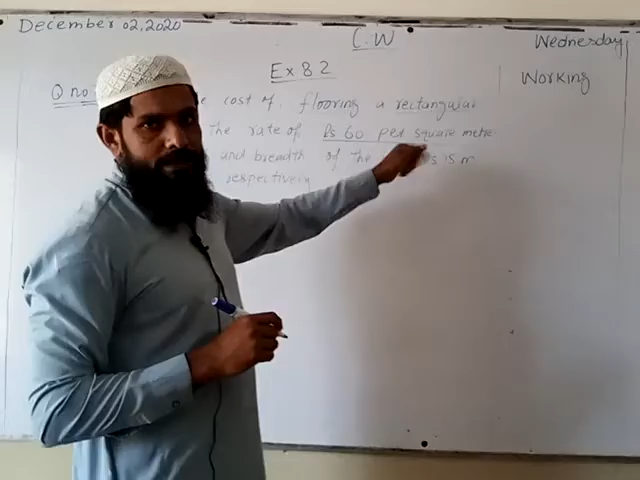 December 02, 2020
C.W
Wednesday
Ex 8 2
Working
Q no
cost of flooring a rectangular
the rate of Rs 60 per square metre
and breadth of the 15 m
respectively